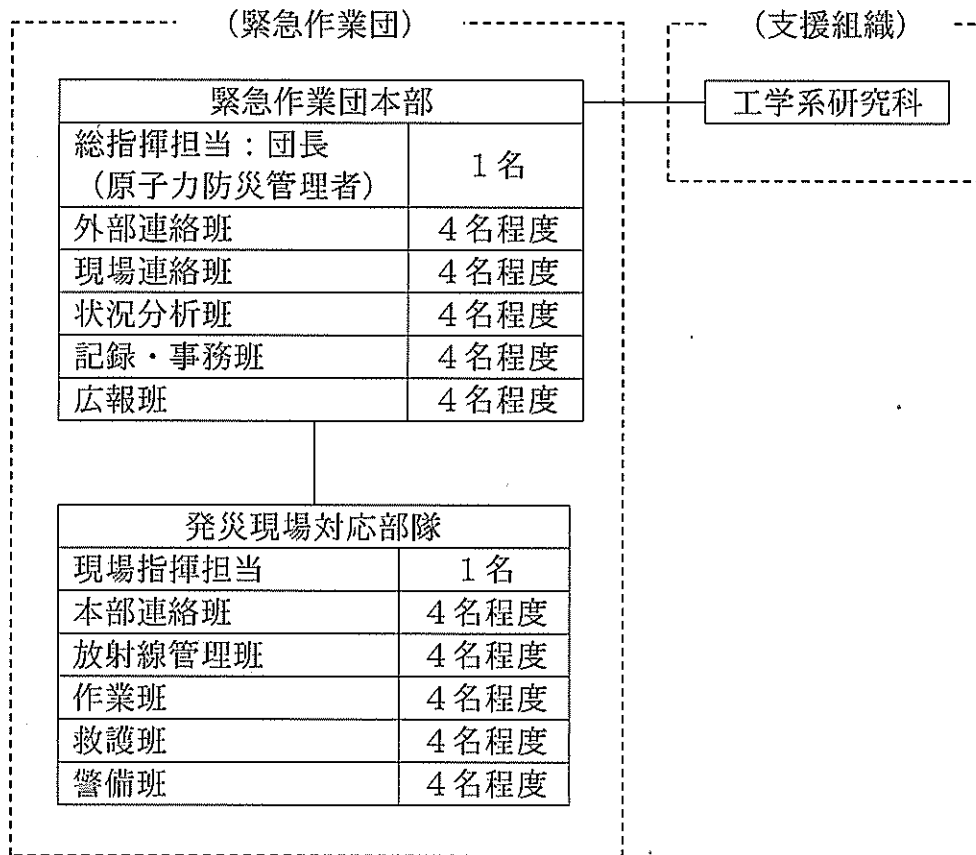 (緊急作業団)
(支援組織)
緊急作業団本部
工学系研究科
総指揮担当:団長
(原子力防災管理者)
1名
外部連絡班 4名程度
現場連絡班 4名程度
状況分析班 4名程度
記録・事務班 4名程度
広報班 4名程度
発災現場対応部隊
現場指揮担当 1名
本部連絡班 4名程度
放射線管理班 4名程度
作業班 4名程度
救護班 4名程度
警備班 4名程度